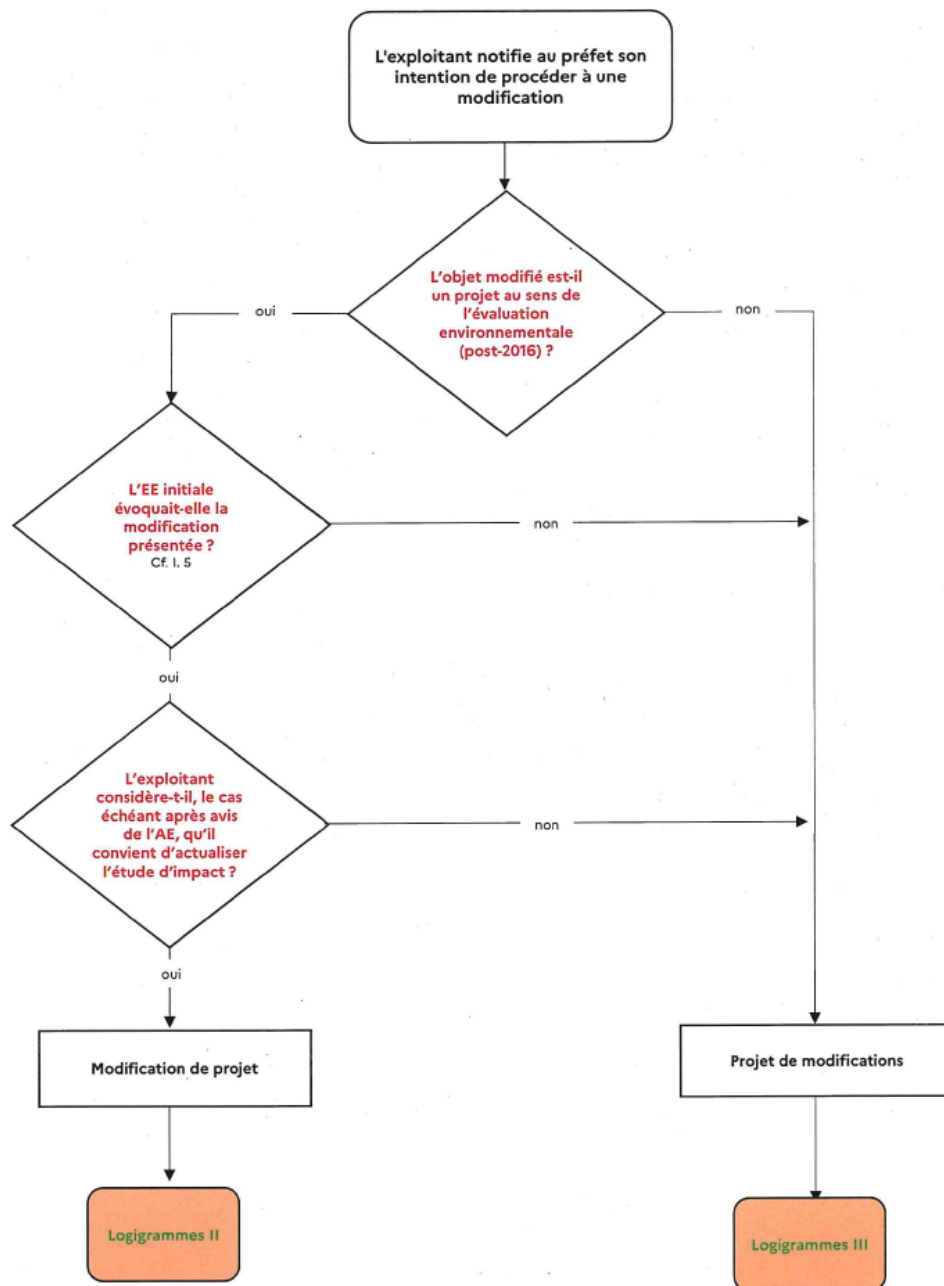 L'exploitant notifie au préfet son
intention de procéder à une
modification
L'objet modifié est-il
un projet au sens de
l'évaluation
environnementale
(post-2016) ?
oui
non
L'EE initiale
évoquait-elle la
modification
présentée ?
Cf. I. 5
non
oui
L'exploitant
considère-t-il, le cas
échéant après avis
de l'AE, qu'il
convient d'actualiser
l'étude d'impact ?
non
oui
Modification de projet
Projet de modifications
Logigrammes II
Logigrammes III